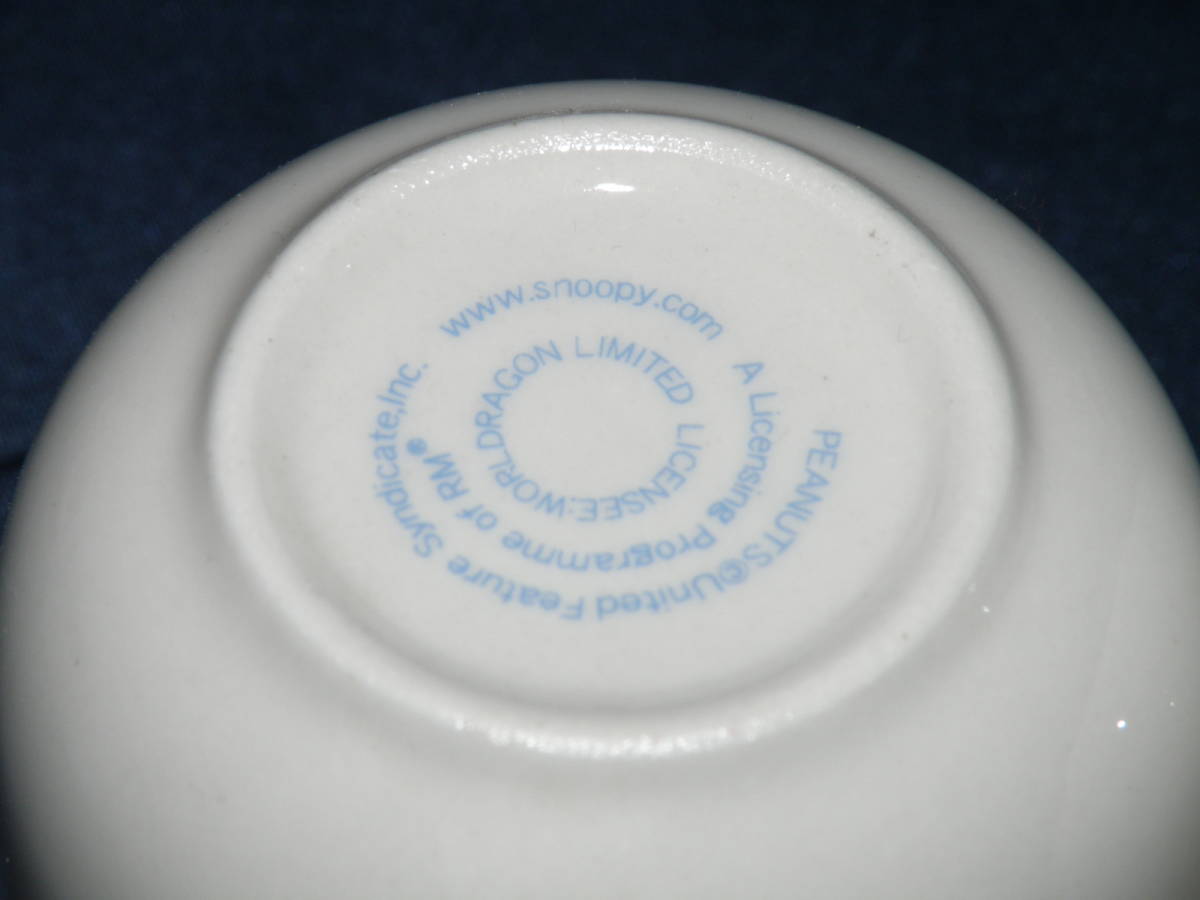 www.snoopy.com
PEANUTS©United Feature Syndicate,Inc.
A Licensing Programme of RM®
LICENSEE:WORLDRAGON LIMITED